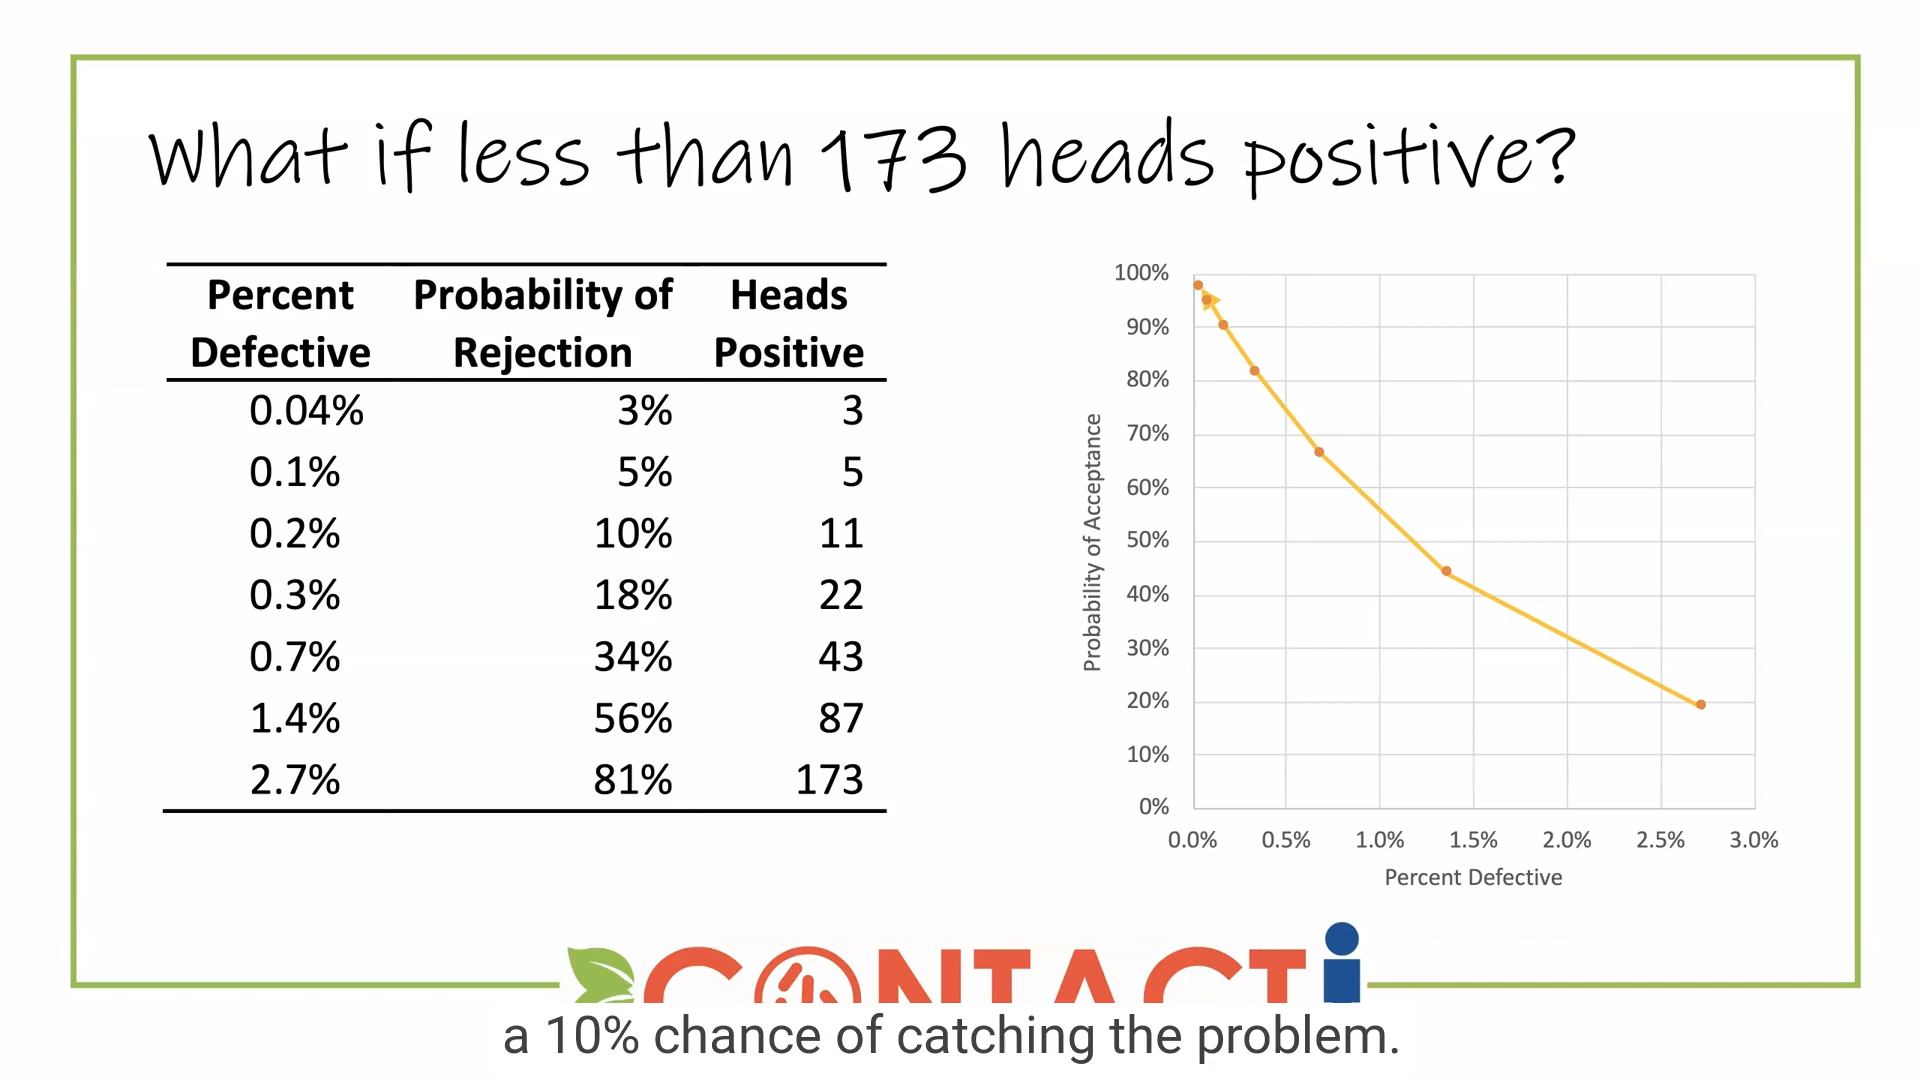 What if less than 173 heads positive?
Percent Probability of Heads
Defective Rejection Positive
0.04% 3% 3
0.1% 5% 5
0.2% 10% 11
0.3% 18% 22
0.7% 34% 43
1.4% 56% 87
2.7% 81% 173
Probability of Acceptance
100%
90%
80%
70%
60%
50%
40%
30%
20%
10%
0%
0.0% 0.5% 1.0% 1.5% 2.0% 2.5% 3.0%
Percent Defective
CONTACTi
a 10% chance of catching the problem.